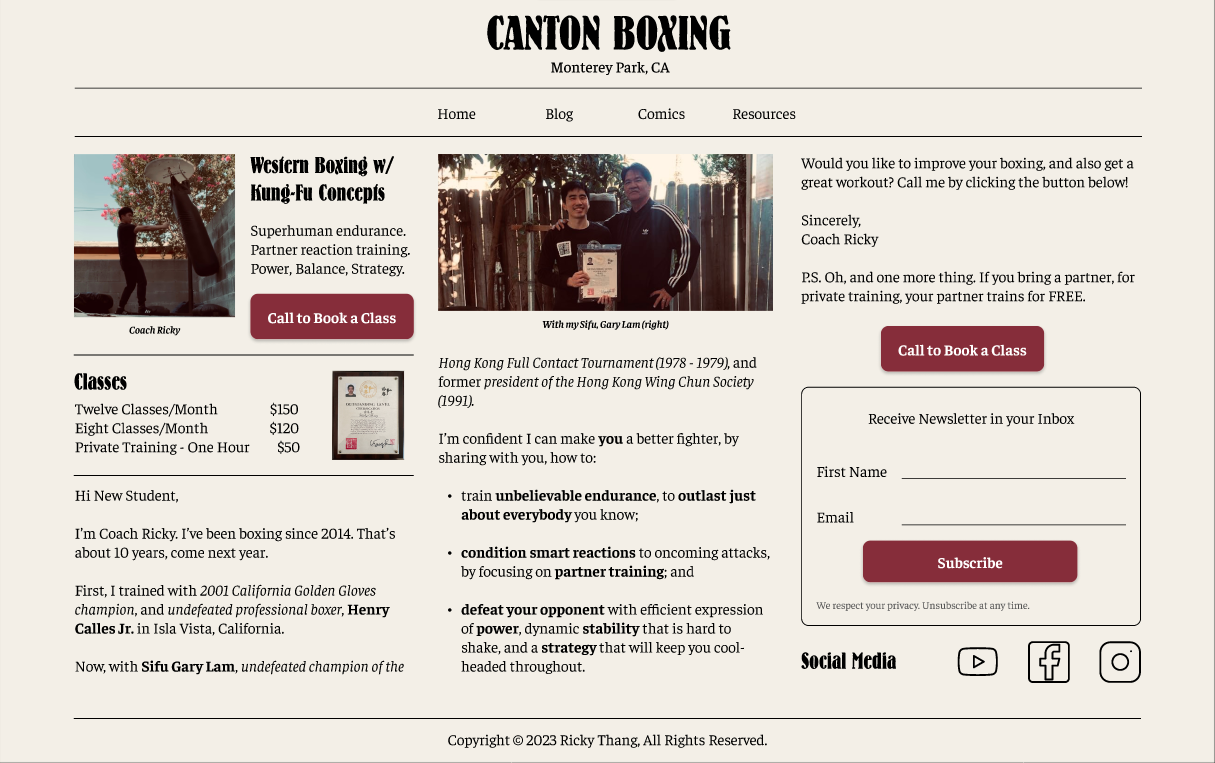 CANTON BOXING
Monterey Park, CA
Home
Blog
Comics
Resources
Coach Ricky
Western Boxing w/
Kung-Fu Concepts
Superhuman endurance.
Partner reaction training.
Power, Balance, Strategy.
Call to Book a Class
Classes
Twelve Classes/Month $150
Eight Classes/Month $120
Private Training - One Hour $50
Hi New Student,
I’m Coach Ricky. I’ve been boxing since 2014. That’s
about 10 years, come next year.
First, I trained with 2001 California Golden Gloves
champion, and undefeated professional boxer, Henry
Calles Jr. in Isla Vista, California.
Now, with Sifu Gary Lam, undefeated champion of the
With my Sifu, Gary Lam (right)
Hong Kong Full Contact Tournament (1978 - 1979), and
former president of the Hong Kong Wing Chun Society
(1991).
I’m confident I can make you a better fighter, by
sharing with you, how to:
• train unbelievable endurance, to outlast just
about everybody you know;
• condition smart reactions to oncoming attacks,
by focusing on partner training; and
• defeat your opponent with efficient expression
of power, dynamic stability that is hard to
shake, and a strategy that will keep you cool-
headed throughout.
Would you like to improve your boxing, and also get a
great workout? Call me by clicking the button below!
Sincerely,
Coach Ricky
P.S. Oh, and one more thing. If you bring a partner, for
private training, your partner trains for FREE.
Call to Book a Class
Receive Newsletter in your Inbox
First Name
Email
Subscribe
We respect your privacy. Unsubscribe at any time.
Social Media
Copyright © 2023 Ricky Thang, All Rights Reserved.